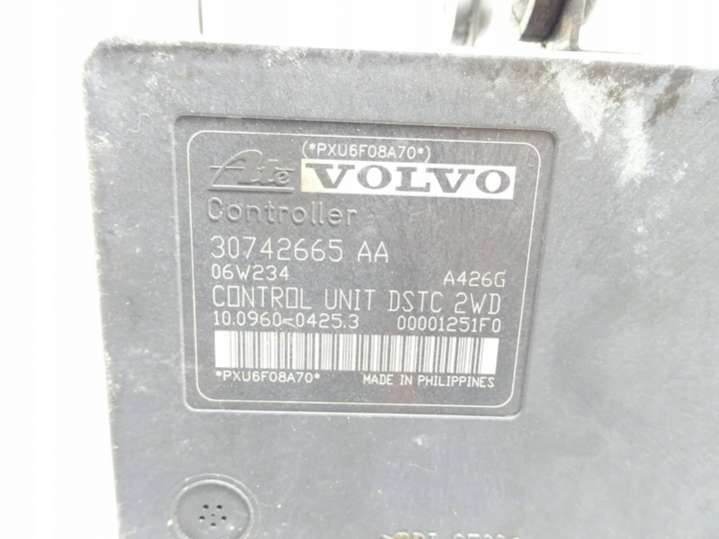 (*PXU6F08A70*)
Ate VOLVO
Controller
30742665 AA
06W234 A426G
CONTROL UNIT DSTC 2WD
10.0960-0425.3 00001251F0
*PXU6F08A70* MADE IN PHILIPPINES